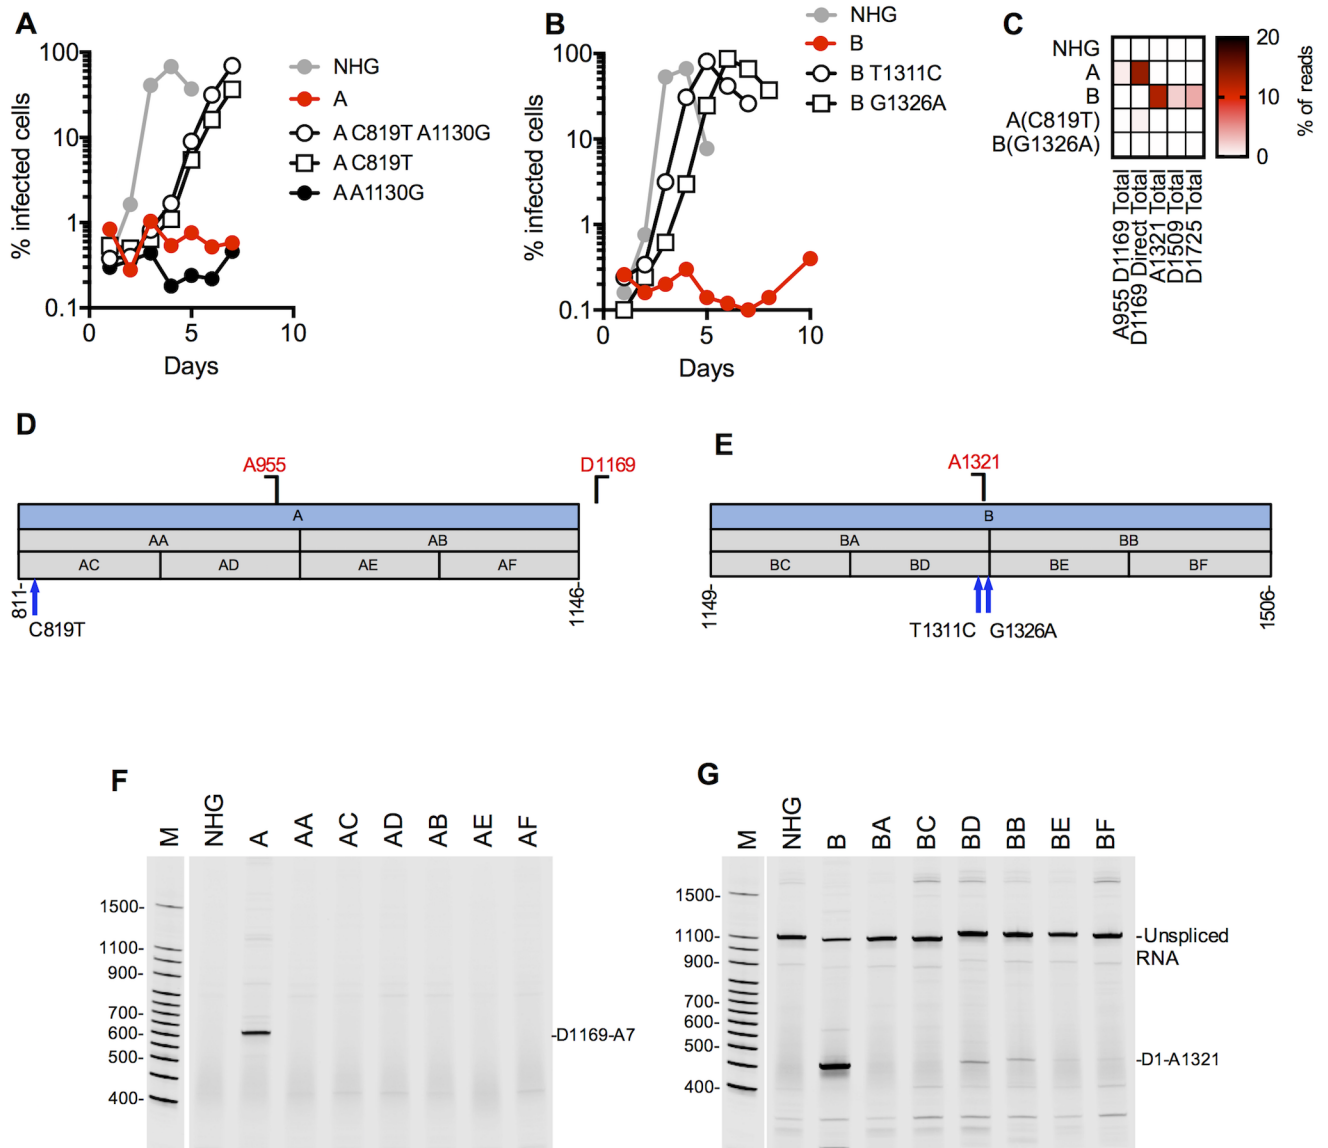 A
% infected cells
100
10
1
0.1
0
5
10
Days
NHG
A
A C819T A1130G
A C819T
A A1130G
B
% infected cells
100
10
1
0.1
0
5
10
Days
NHG
B
B T1311C
B G1326A
C
NHG
A
B
A(C819T)
B(G1326A)
A955 D1169 Total
D1169 Direct Total
A1321 Total
D1509 Total
D1725 Total
20
10
0
% of reads
D
A955
D1169
A
AA
AB
AC
AD
AE
AF
811-
1146-
C819T
E
A1321
B
BA
BB
BC
BD
BE
BF
1149-
1506-
T1311C
G1326A
F
M
NHG
A
AA
AC
AD
AB
AE
AF
1500-
1100-
900-
700-
600-
500-
400-
-D1169-A7
G
M
NHG
B
BA
BC
BD
BB
BE
BF
1500-
1100-
900-
700-
600-
500-
400-
-Unspliced
RNA
-D1-A1321